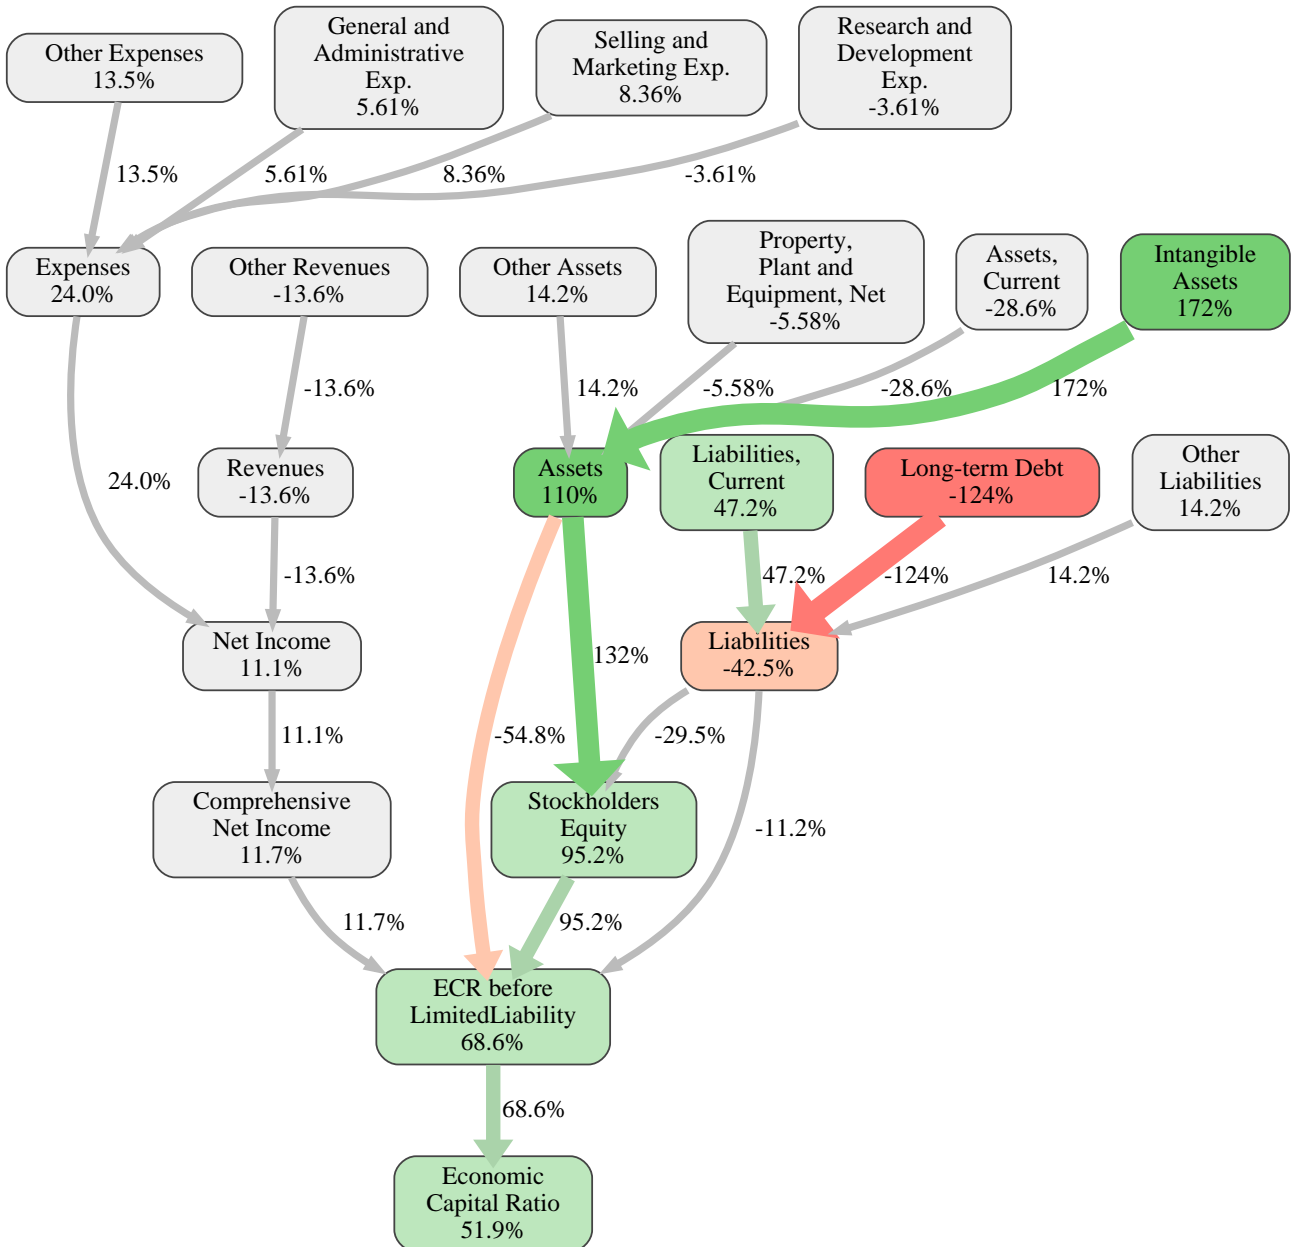 Other Expenses
13.5%
General and
Administrative
Exp.
5.61%
Selling and
Marketing Exp.
8.36%
Research and
Development
Exp.
-3.61%
13.5%
5.61%
8.36%
-3.61%
Expenses
24.0%
Other Revenues
-13.6%
Other Assets
14.2%
Property,
Plant and
Equipment, Net
-5.58%
Assets,
Current
-28.6%
Intangible
Assets
172%
-13.6%
14.2%
-5.58%
-28.6%
172%
24.0%
Revenues
-13.6%
Assets
110%
Liabilities,
Current
47.2%
Long-term Debt
-124%
Other
Liabilities
14.2%
-13.6%
47.2%
-124%
14.2%
Net Income
11.1%
132%
Liabilities
-42.5%
11.1%
-54.8%
-29.5%
Comprehensive
Net Income
11.7%
Stockholders
Equity
95.2%
-11.2%
11.7%
95.2%
ECR before
LimitedLiability
68.6%
68.6%
Economic
Capital Ratio
51.9%